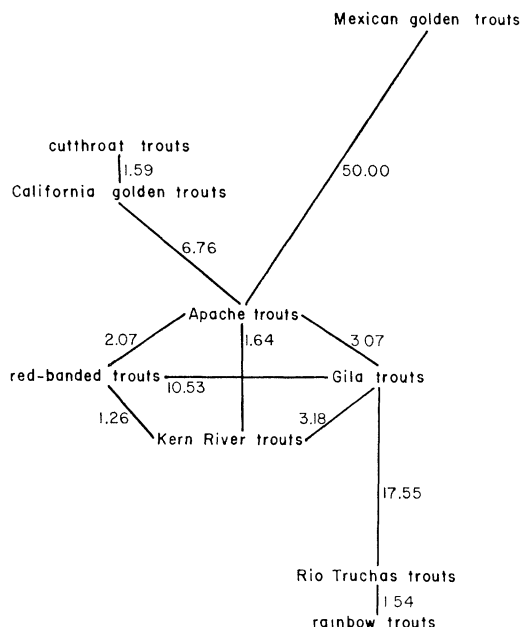 Mexican golden trouts
cutthroat trouts
1.59
California golden trouts
50.00
6.76
Apache trouts
2.07
1.64
3 07
red-banded trouts
10.53
Gila trouts
1.26
3.18
Kern River trouts
17.55
Rio Truchas trouts
1 54
rainbow trouts